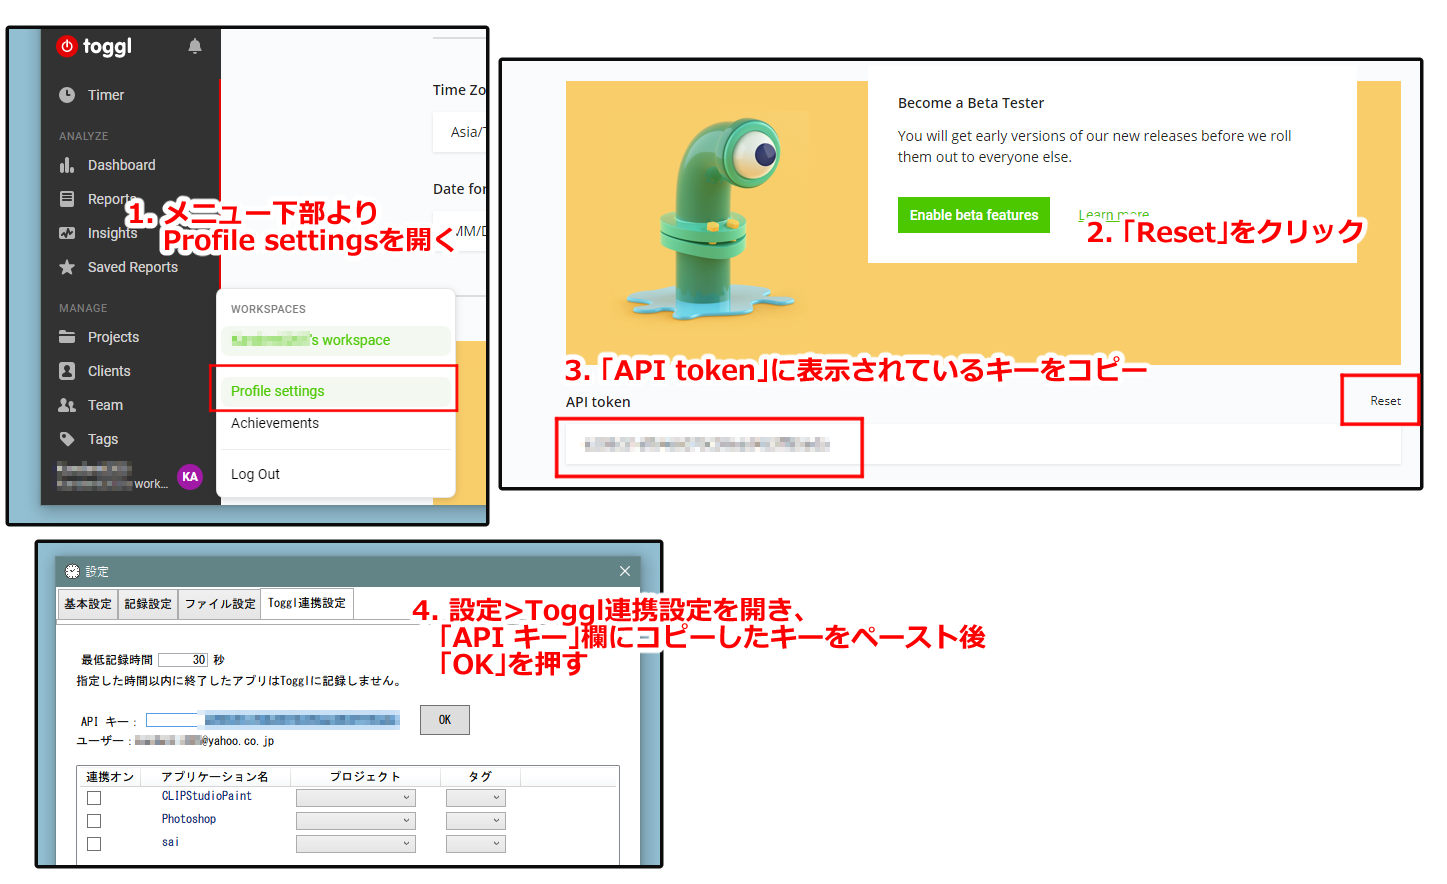 toggl
Timer
ANALYZE
Dashboard
Reports
Insights
Saved Reports
MANAGE
Projects
Clients
Team
Tags
work...
KA
Time Zo
Asia/T
Date for
MM/D
1. メニュー下部より
Profile settingsを開く
WORKSPACES
's workspace
Profile settings
Achievements
Log Out
Become a Beta Tester
You will get early versions of our new releases before we roll
them out to everyone else.
Enable beta features
Learn more
2.「Reset」をクリック
3.「API token」に表示されているキーをコピー
API token
Reset
設定
基本設定 記録設定 ファイル設定 Toggl連携設定
4. 設定>Toggl連携設定を開き、
「API キー」欄にコピーしたキーをペースト後
「OK」を押す
最低記録時間 30 秒
指定した時間以内に終了したアプリはTogglに記録しません。
API キー： OK
ユーザー： @yahoo.co.jp
連携オン アプリケーション名 プロジェクト タグ
CLIPStudioPaint
Photoshop
sai